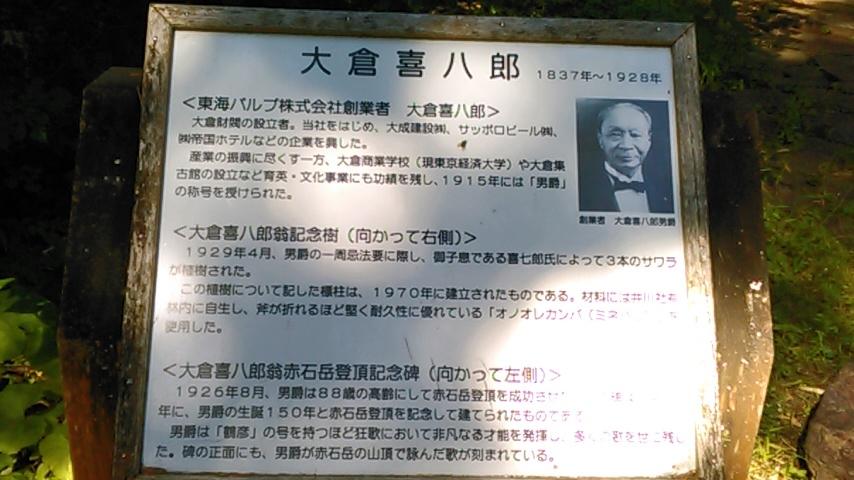 大倉喜八郎 1837年~1928年
<東海パルプ株式会社創業者 大倉喜八郎>
大倉財閥の設立者。当社をはじめ、大成建設㈱、サッポロビール㈱、
㈱帝国ホテルなどの企業を興した。
産業の振興に尽くす一方、大倉商業学校(現東京経済大学)や大倉集
古館の設立など育英・文化事業にも功績を残し、1915年には「男爵」
の称号を授けられた。
創業者 大倉喜八郎男爵
<大倉喜八郎翁記念樹(向かって右側)>
1929年4月、男爵の一周忌法要に際し、御子息である喜七郎氏によって3本のサワラ
が植樹された。
この植樹について記した標柱は、1970年に建立されたものである。材料には井川社有
林内に自生し、斧が折れるほど堅く耐久性に優れている「オノオレカンバ(ミネ
使用した。
<大倉喜八郎翁赤石岳登頂記念碑(向かって左側)>
1926年8月、男爵は88歳の高齢にして赤石岳登頂を成功させ
年に、男爵の生誕150年と赤石岳登頂を記念して建てられたものである
男爵は「鶴彦」の号を持つほど狂歌において非凡なる才能を発揮し、多くの歌を世に残し
た。碑の正面にも、男爵が赤石岳の山頂で詠んだ歌が刻まれている。